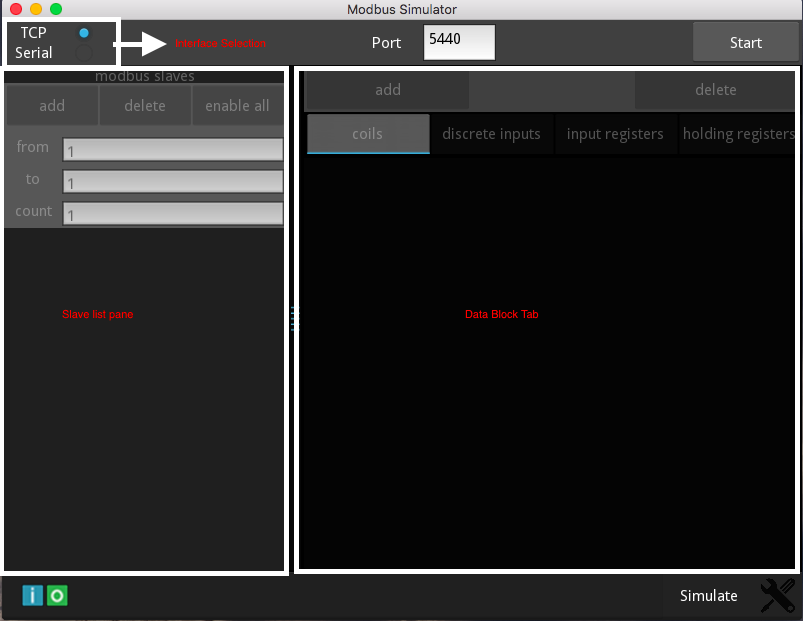 Modbus Simulator
TCP
Serial
Interface Selection
Port
5440
Start
modbus slaves
add
delete
enable all
from
1
to
1
count
1
Slave list pane
add
delete
coils
discrete inputs
input registers
holding registers
Data Block Tab
Simulate